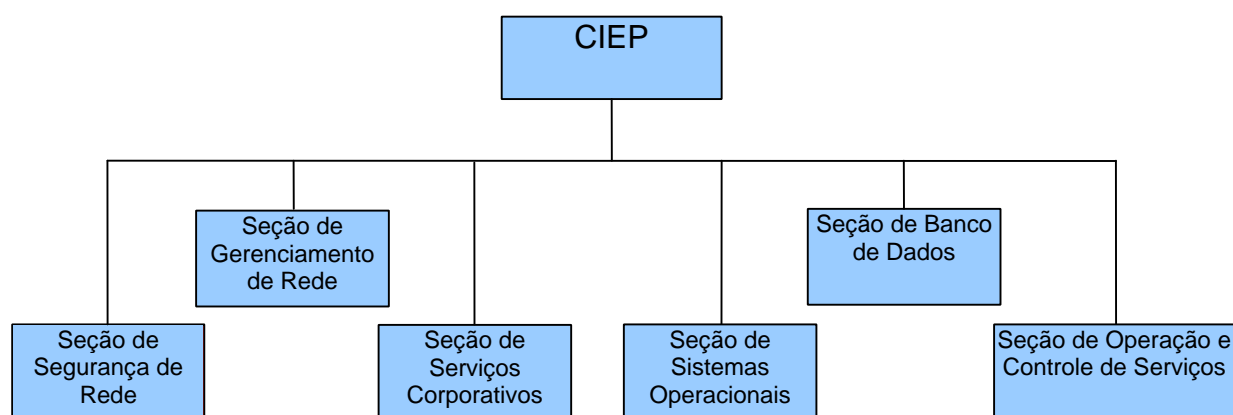 CIEP
Seção de
Gerenciamento
de Rede
Seção de Banco
de Dados
Seção de
Segurança de
Rede
Seção de
Serviços
Corporativos
Seção de
Sistemas
Operacionais
Seção de Operação e
Controle de Serviços